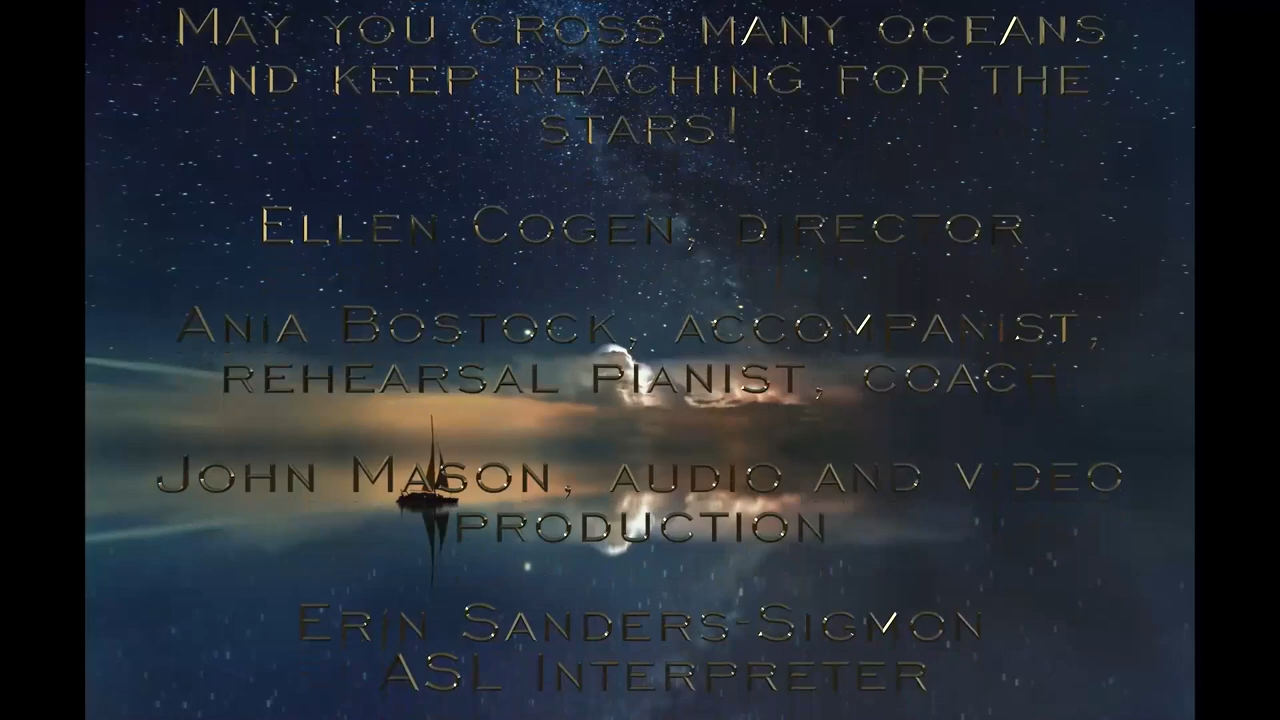 May you cross many oceans
and keep reaching for the
stars!
Ellen Cogen, director
Ania Bostock, accompanist,
rehearsal pianist, coach
John Mason, audio and video
production
Erin Sanders-Sigmon
ASL Interpreter